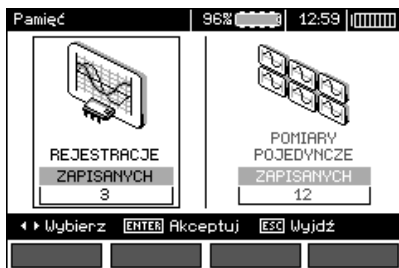 Pamięć 96% 12:59
REJESTRACJE
ZAPISANYCH
3
POMIARY
POJEDYNCZE
ZAPISANYCH
12
Wybierz ENTER Akceptuj ESC Wyjdź